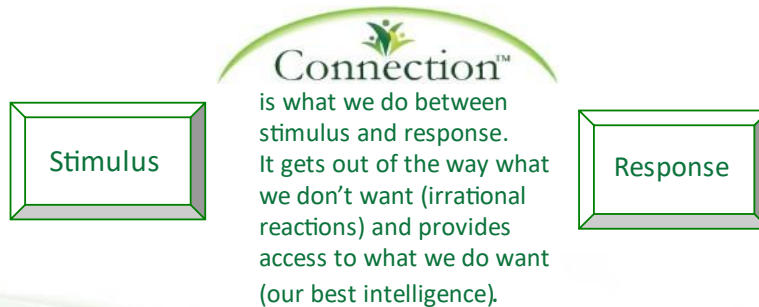 Connection™
is what we do between
stimulus and response.
It gets out of the way what
we don't want (irrational
reactions) and provides
access to what we do want
(our best intelligence).
Stimulus
Response